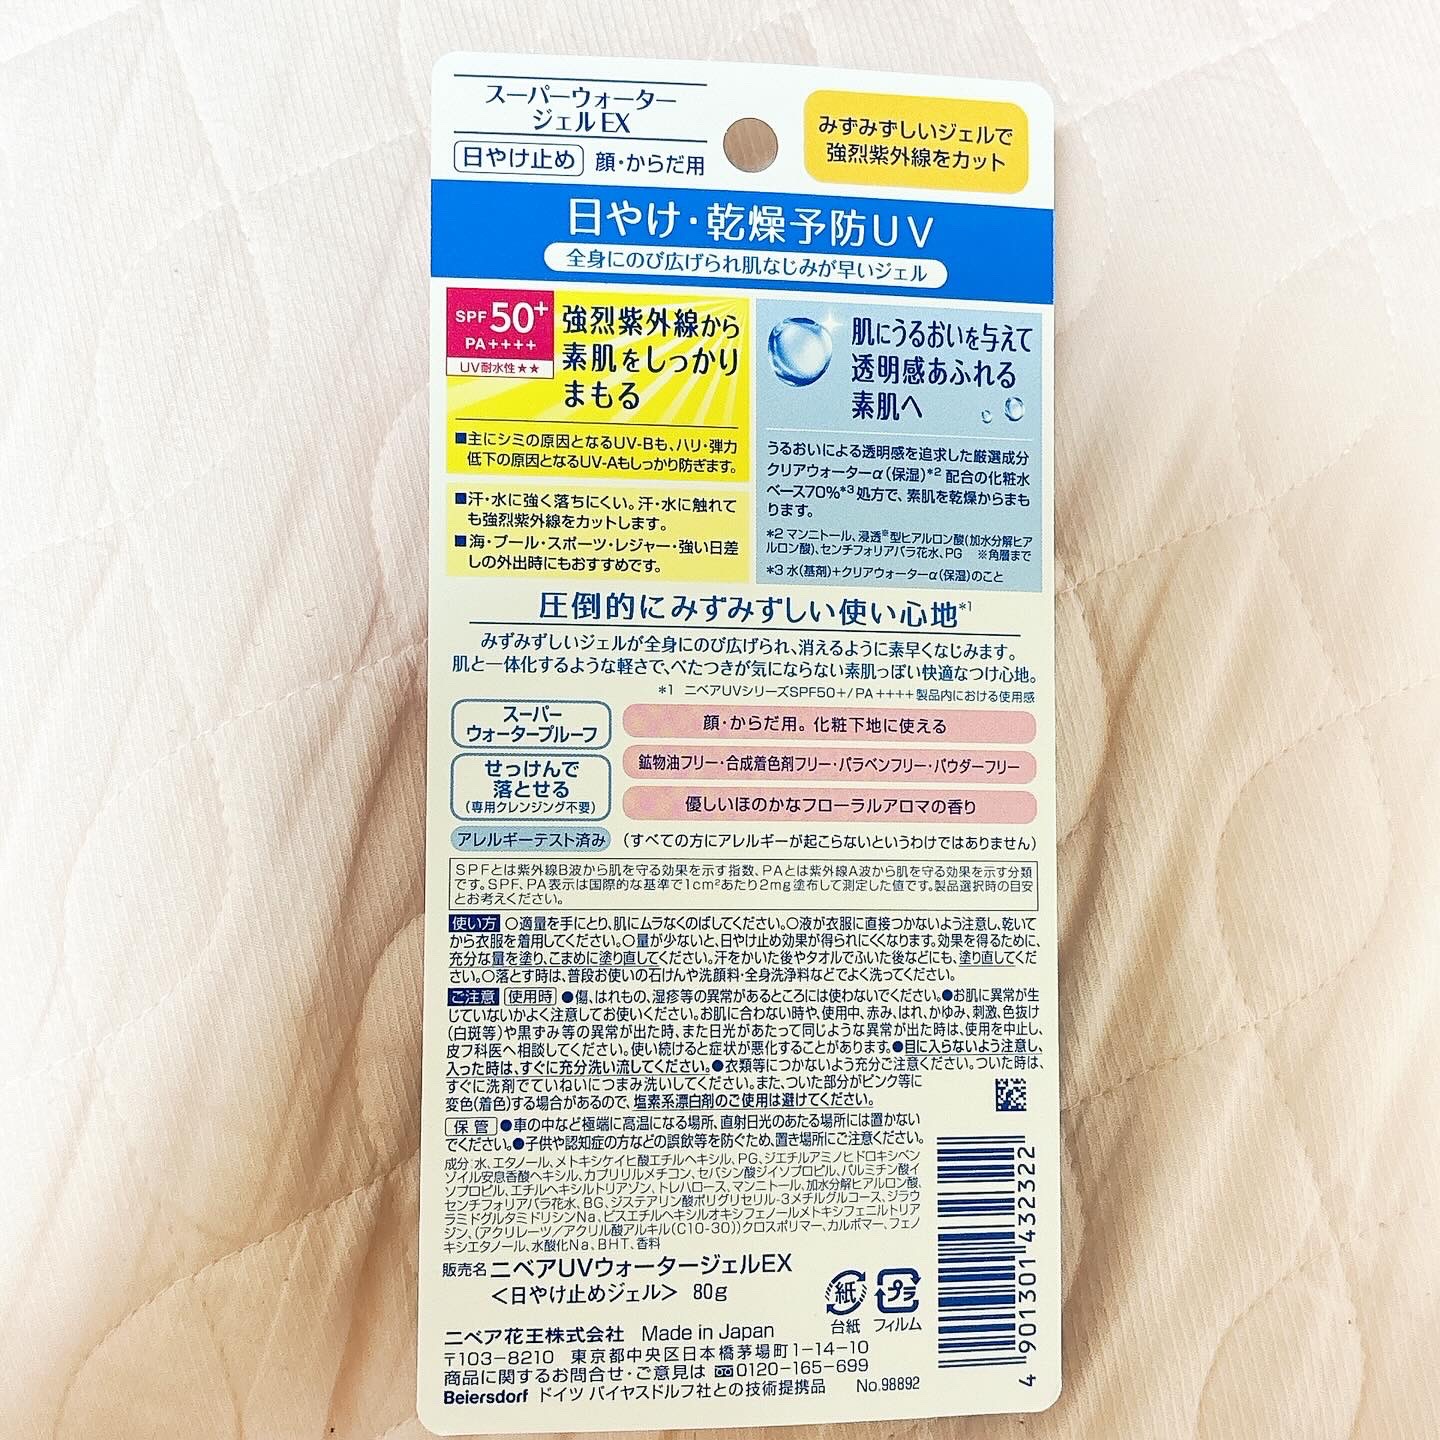 スーパーウォーター
ジェルEX
日やけ止め 顔・からだ用
みずみずしいジェルで
強烈紫外線をカット
日やけ・乾燥予防UV
全身にのび広げられ肌なじみが早いジェル
SPF50+
PA++++
UV耐水性★★
強烈紫外線から
素肌をしっかり
まもる
■主にシミの原因となるUV-Bも、ハリ・弾力
低下の原因となるUV-Aもしっかり防ぎます。
■汗・水に強く落ちにくい。汗・水に触れて
も強烈紫外線をカットします。
■海・プール・スポーツ・レジャー・強い日差
しの外出時にもおすすめです。
肌にうるおいを与えて
透明感あふれる
素肌へ
うるおいによる透明感を追求した厳選成分
クリアウォーターα(保湿)*2 配合の化粧水
ベース70%*3処方で、素肌を乾燥からまも
ります。
*2 マンニトール、浸透※型ヒアルロン酸(加水分解ヒア
ルロン酸)、センチフォリアバラ花水、PG ※角層まで
*3 水(基剤)+クリアウォーターα(保湿)のこと
圧倒的にみずみずしい使い心地*1
みずみずしいジェルが全身にのび広げられ、消えるように素早くなじみます。
肌と一体化するような軽さで、べたつきが気にならない素肌っぽい快適なつけ心地。
*1 ニベアUVシリーズSPF50+/PA++++製品内における使用感
スーパー
ウォータープルーフ
顔・からだ用。化粧下地に使える
せっけんで
落とせる
(専用クレンジング不要)
鉱物油フリー・合成着色剤フリー・パラベンフリー・パウダーフリー
優しいほのかなフローラルアロマの香り
アレルギーテスト済み (すべての方にアレルギーが起こらないというわけではありません)
SPFとは紫外線B波から肌を守る効果を示す指数、PAとは紫外線A波から肌を守る効果を示す分類
です。SPF、PA表示は国際的な基準で1cm²あたり2mg塗布して測定した値です。製品選択時の目安
とお考えください。
使い方 ○適量を手にとり、肌にムラなくのばしてください。○液が衣服に直接つかないよう注意し、乾いて
から衣服を着用してください。○量が少ないと、日やけ止め効果が得られにくくなります。効果を得るために、
充分な量を塗り、こまめに塗り直してください。汗をかいた後やタオルでふいた後などにも、塗り直してくだ
さい。○落とす時は、普段お使いの石けんや洗顔料・全身洗浄料などでよく洗ってください。
ご注意 使用時 ●傷、はれもの、湿疹等の異常があるところには使わないでください。●お肌に異常が生
じていないかよく注意してお使いください。お肌に合わない時や、使用中、赤み、はれ、かゆみ、刺激、色抜け
(白斑等)や黒ずみ等の異常が出た時、また日光があたって同じような異常が出た時は、使用を中止し、
皮フ科医へ相談してください。使い続けると症状が悪化することがあります。●目に入らないよう注意し、
入った時は、すぐに充分洗い流してください。●衣類等につかないよう充分ご注意ください。ついた時は、
すぐに洗剤でていねいにつまみ洗いしてください。また、ついた部分がピンク等に
変色(着色)する場合があるので、塩素系漂白剤のご使用は避けてください。
保管 ●車の中など極端に高温になる場所、直射日光のあたる場所には置かない
でください。●子供や認知症の方などの誤飲等を防ぐため、置き場所にご注意ください。
成分:水、エタノール、メトキシケイヒ酸エチルヘキシル、PG、ジエチルアミノヒドロキシベン
ゾイル安息香酸ヘキシル、カプリリルメチコン、セバシン酸ジイソプロピル、パルミチン酸イ
ソプロピル、エチルヘキシルトリアゾン、トレハロース、マンニトール、加水分解ヒアルロン酸、
センチフォリアバラ花水、BG、ジステアリン酸ポリグリセリル-3メチルグルコース、ジラウ
ラミドグルタミドリシンNa、ビスエチルヘキシルオキシフェノールメトキシフェニルトリア
ジン、(アクリレーツ/アクリル酸アルキル(C10-30))クロスポリマー、カルボマー、フェノ
キシエタノール、水酸化Na、BHT、香料
販売名 ニベアUVウォータージェルEX
<日やけ止めジェル> 80g
紙
台紙
プラ
フィルム
ニベア花王株式会社 Made in Japan
〒103-8210 東京都中央区日本橋茅場町1-14-10
商品に関するお問合せ・ご意見は 0120-165-699
Beiersdorf ドイツ バイヤスドルフ社との技術提携品 No.98892
4 901301 432322